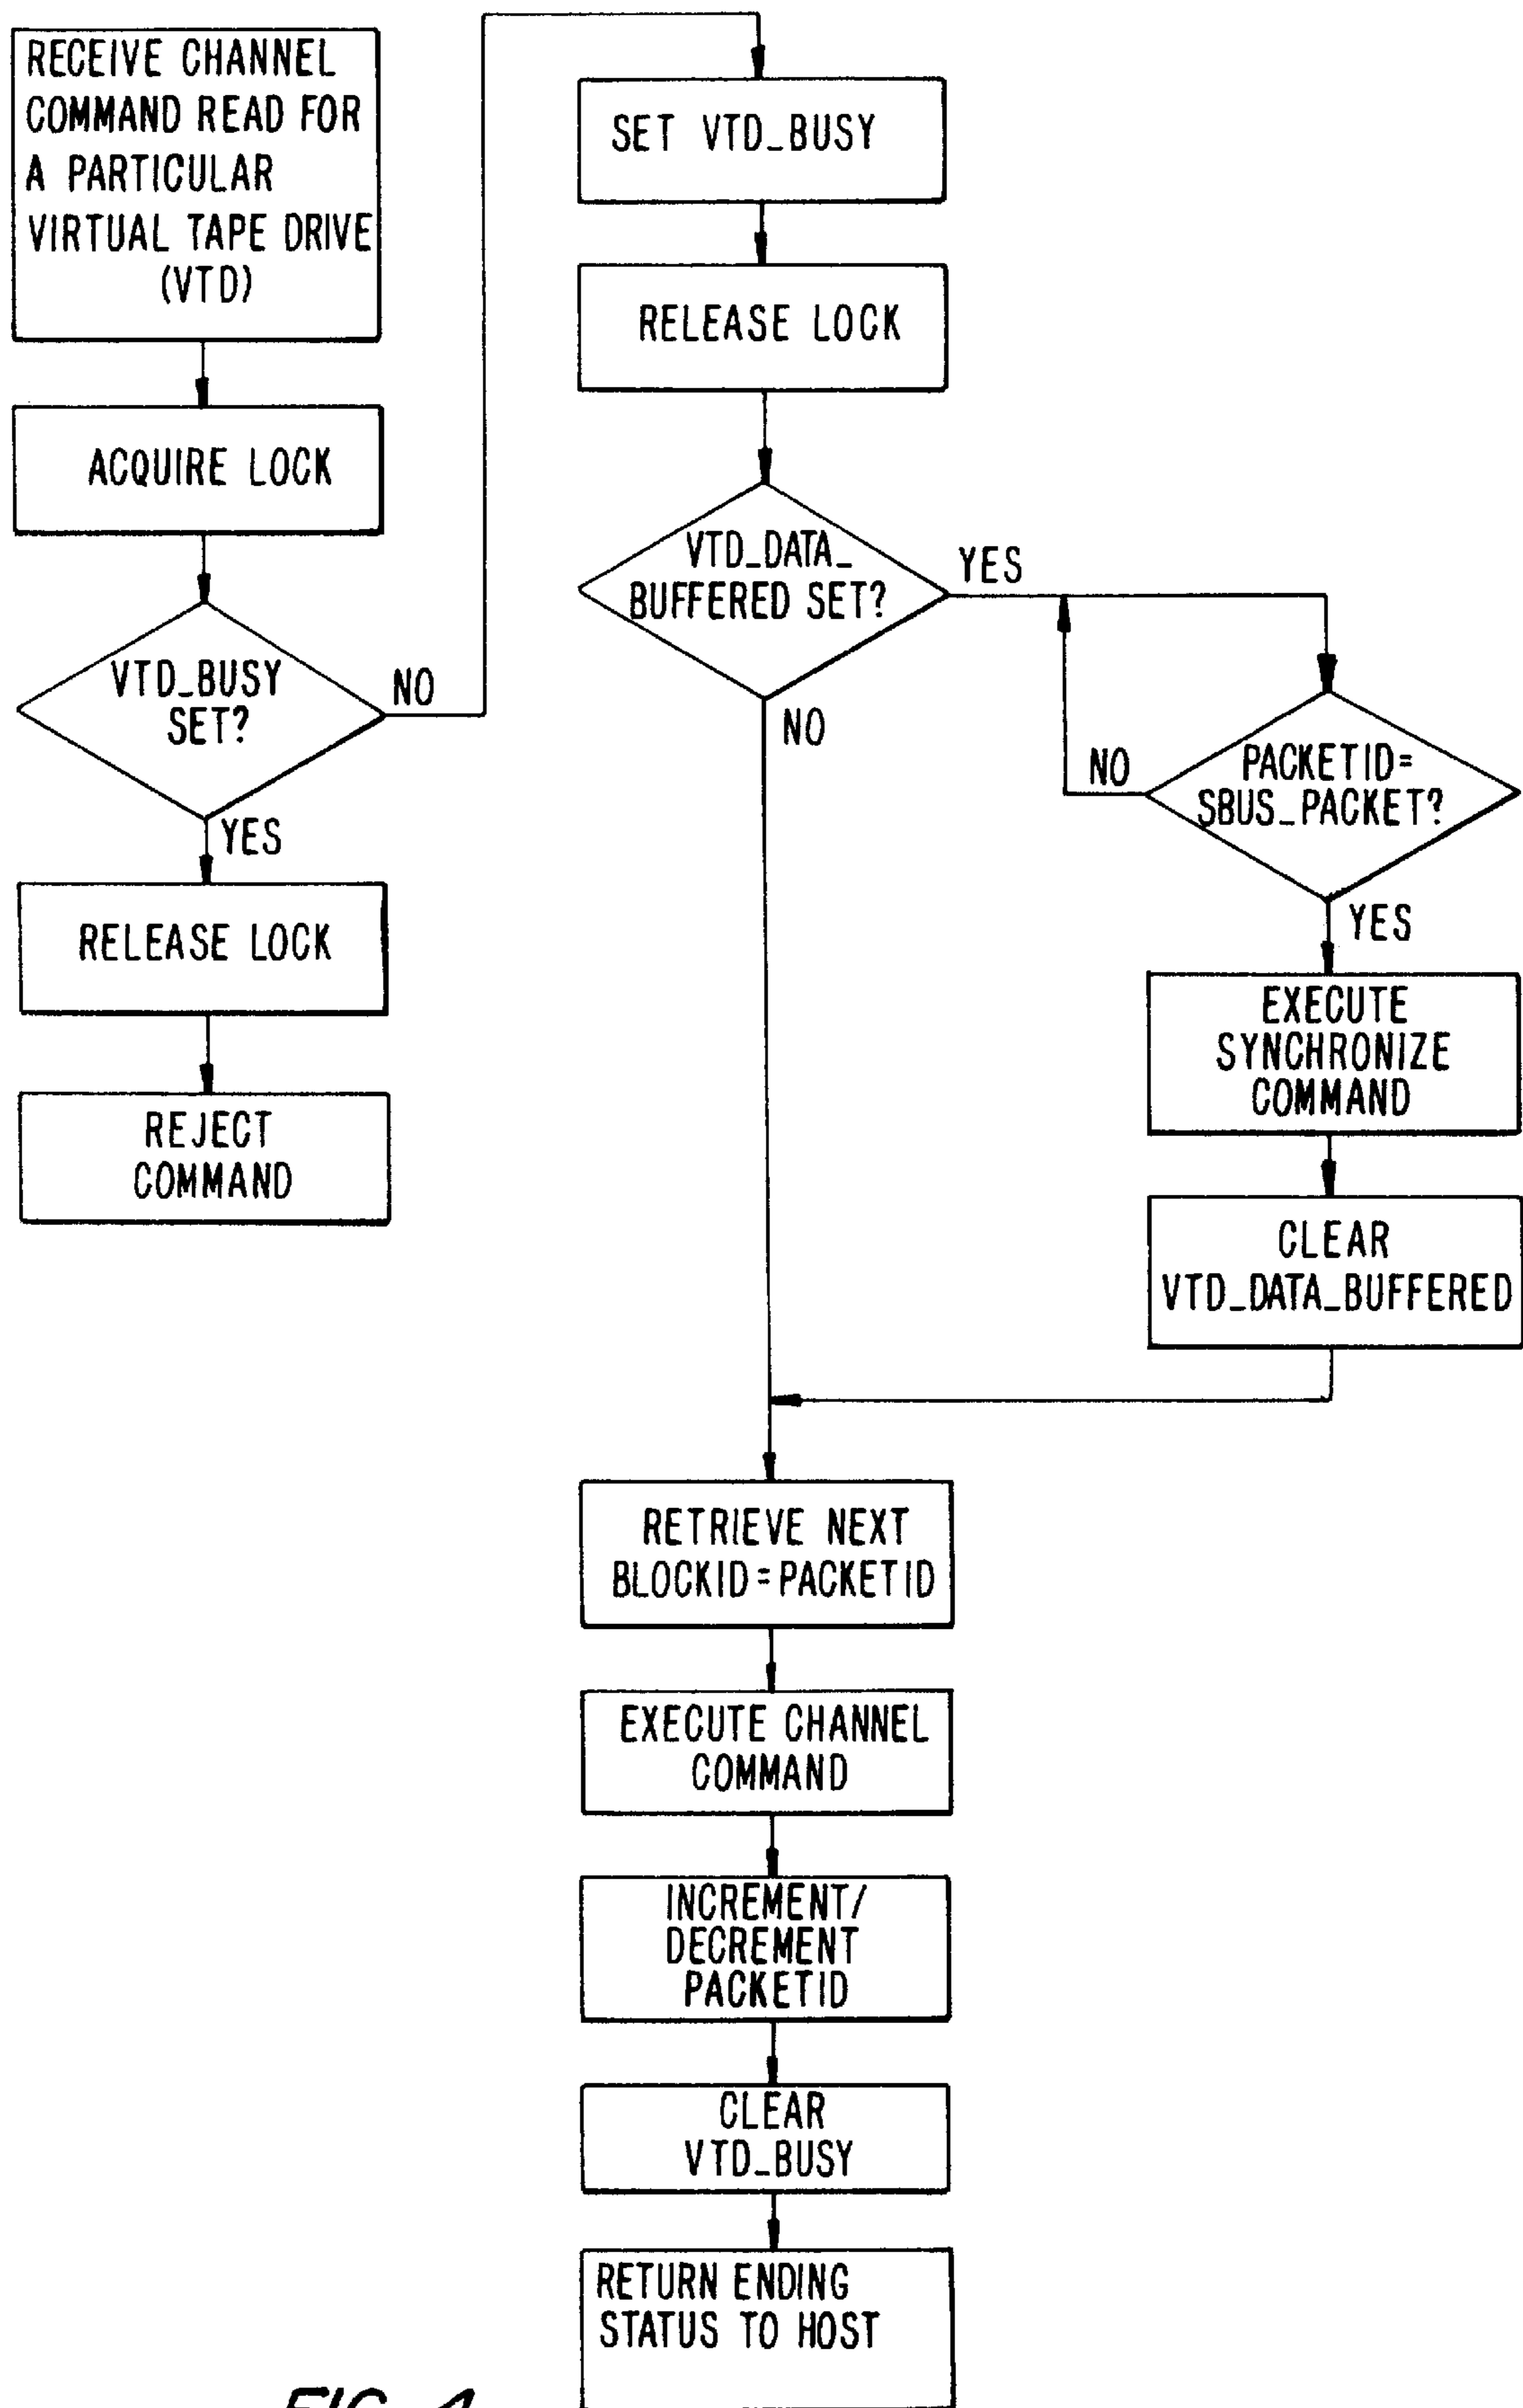 RECEIVE CHANNEL
COMMAND READ FOR
A PARTICULAR
VIRTUAL TAPE DRIVE
(VTD)
ACQUIRE LOCK
VTD_BUSY
SET?
NO
YES
RELEASE LOCK
REJECT
COMMAND
SET VTD_BUSY
RELEASE LOCK
VTD_DATA_
BUFFERED SET?
YES
NO
PACKETID=
SBUS_PACKET?
NO
YES
EXECUTE
SYNCHRONIZE
COMMAND
CLEAR
VTD_DATA_BUFFERED
RETRIEVE NEXT
BLOCKID=PACKETID
EXECUTE CHANNEL
COMMAND
INCREMENT/
DECREMENT
PACKETID
CLEAR
VTD_BUSY
RETURN ENDING
STATUS TO HOST